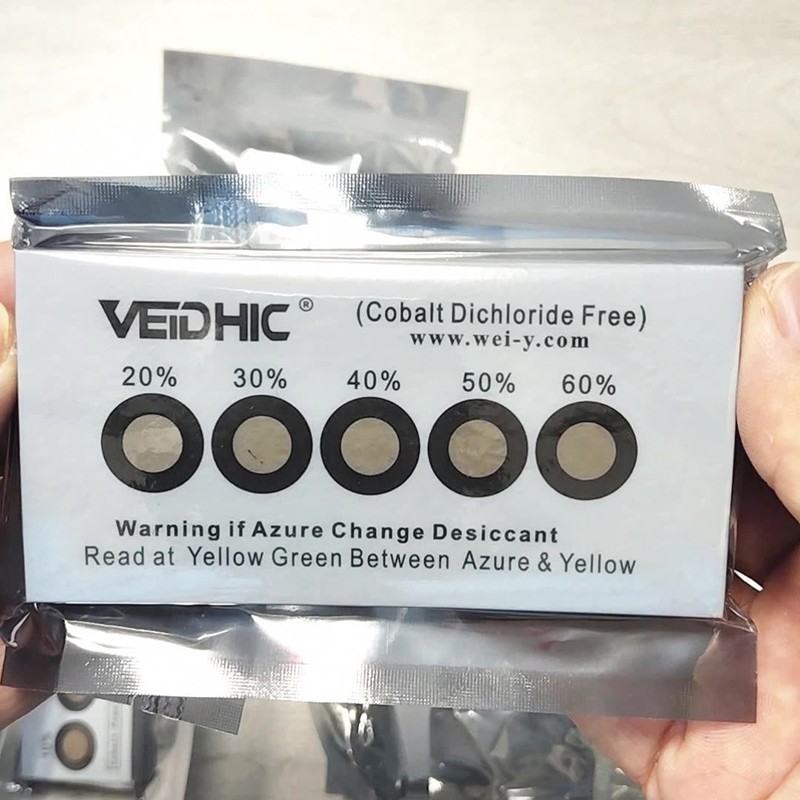 VEIDHIC ® (Cobalt Dichloride Free)
www.wei-y.com
20% 30% 40% 50% 60%
Warning if Azure Change Desiccant
Read at Yellow Green Between Azure & Yellow